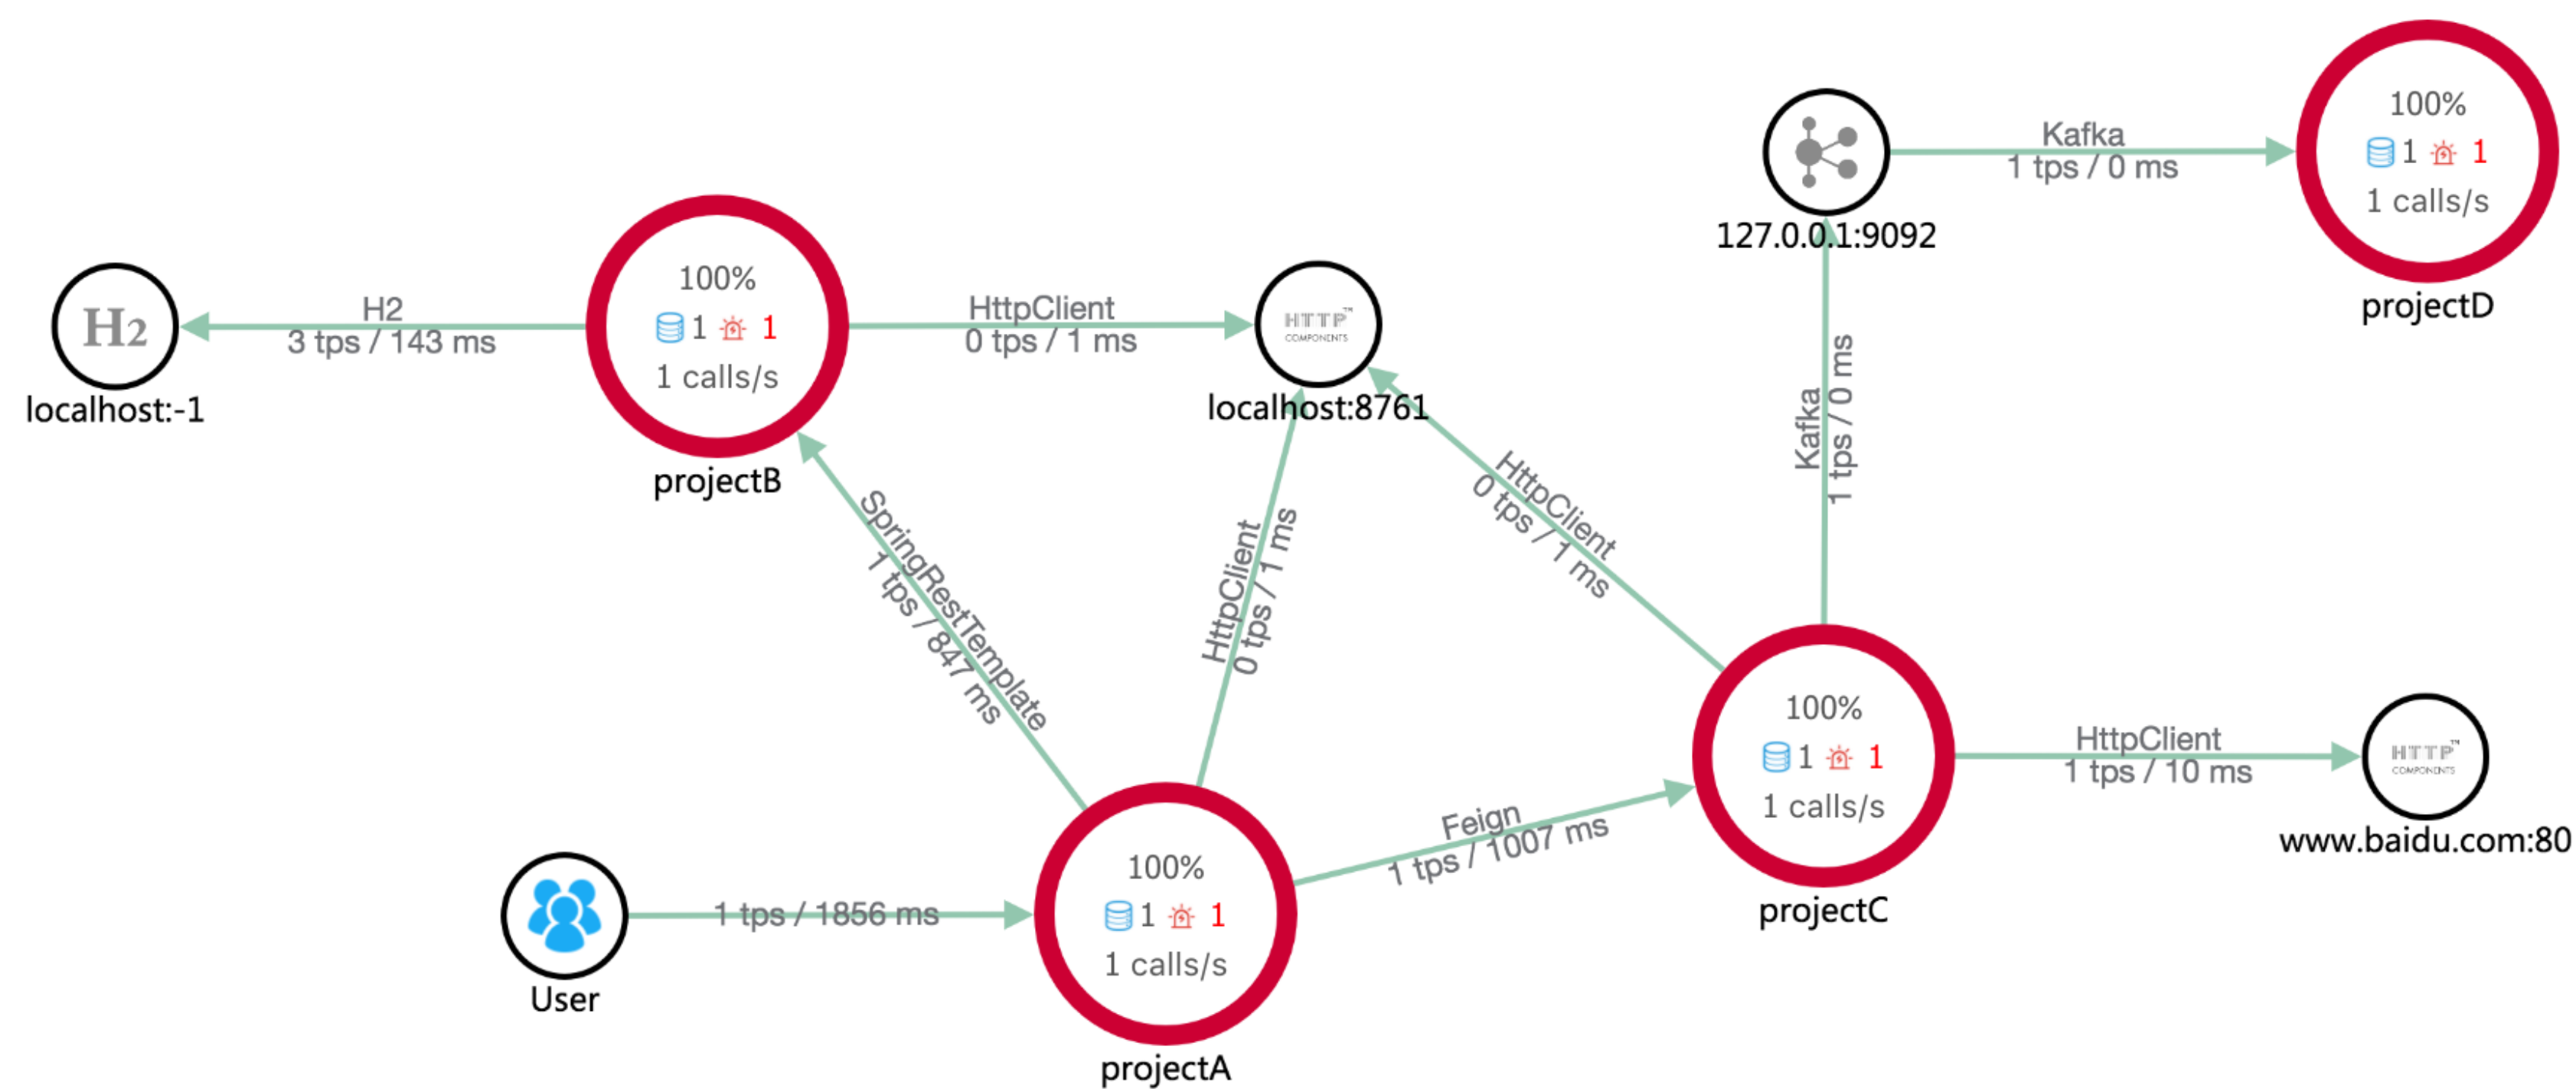 100%
1 1
1 calls/s
projectD
Kafka
1 tps / 0 ms
127.0.0.1:9092
100%
1 1
1 calls/s
projectB
H2
3 tps / 143 ms
H2
localhost:-1
HttpClient
0 tps / 1 ms
HTTP™
COMPONENTS
localhost:8761
Kafka
1 tps / 0 ms
HttpClient
0 tps / 1 ms
HttpClient
0 tps / 1 ms
SpringRestTemplate
1 tps / 847 ms
100%
1 1
1 calls/s
projectC
HttpClient
1 tps / 10 ms
HTTP™
COMPONENTS
www.baidu.com:80
Feign
1 tps / 1007 ms
1 tps / 1856 ms
User
100%
1 1
1 calls/s
projectA